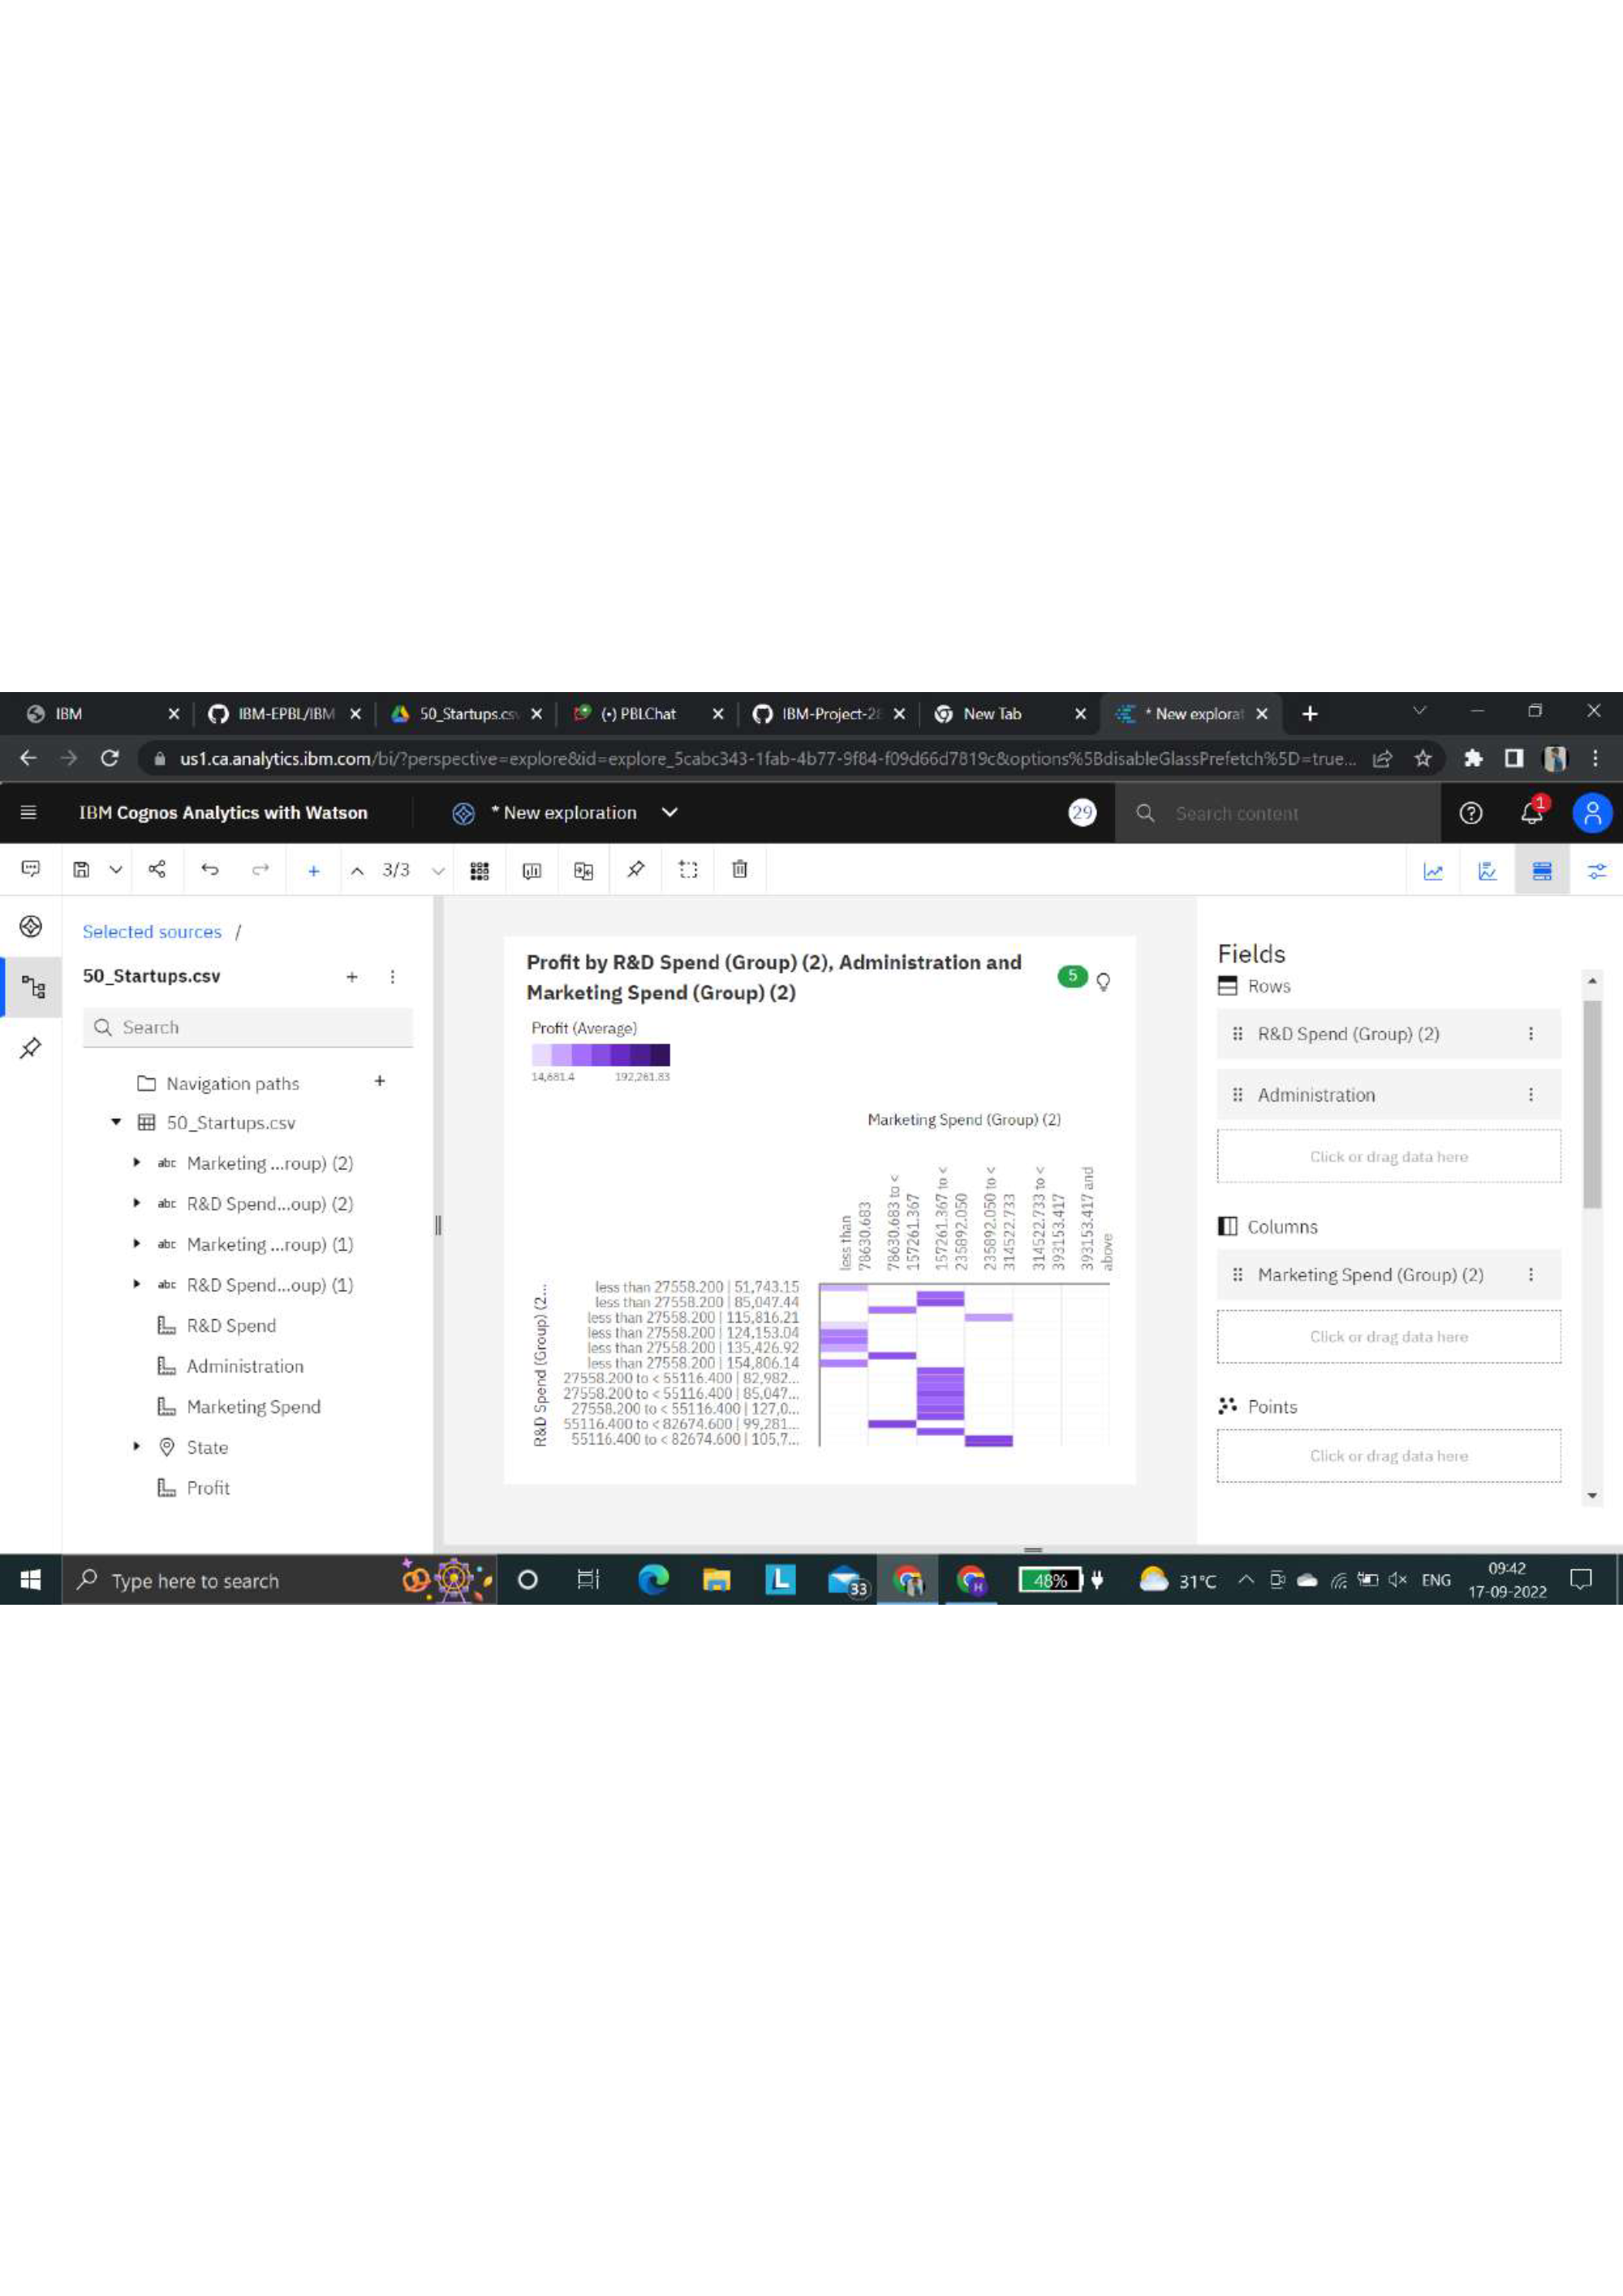 IBM
IBM-EPBL/IBM
50_Startups.cs
(•) PBLChat
IBM-Project-28
New Tab
* New explorat
us1.ca.analytics.ibm.com/bi/?perspective=explore&id=explore_5cabc343-1fab-4b77-9f84-f09d66d7819c&options%5BdisableGlassPrefetch%5D=true...
IBM Cognos Analytics with Watson
* New exploration
29
Search content
1
3/3
Selected sources /
50_Startups.csv
Search
Navigation paths
50_Startups.csv
abc Marketing ...roup) (2)
abc R&D Spend...oup) (2)
abc Marketing ...roup) (1)
abc R&D Spend...oup) (1)
R&D Spend
Administration
Marketing Spend
State
Profit
Profit by R&D Spend (Group) (2), Administration and
Marketing Spend (Group) (2)
5
Profit (Average)
14,681.4 192,261.83
Marketing Spend (Group) (2)
less than
78630.683
78630.683 to <
157261.367
157261.367 to <
235892.050
235892.050 to <
314522.733
314522.733 to <
393153.417
393153.417 and
above
R&D Spend (Group) (2...
less than 27558.200 | 51,743.15
less than 27558.200 | 85,047.44
less than 27558.200 | 115,816.21
less than 27558.200 | 124,153.04
less than 27558.200 | 135,426.92
less than 27558.200 | 154,806.14
27558.200 to < 55116.400 | 82,982...
27558.200 to < 55116.400 | 85,047...
27558.200 to < 55116.400 | 127,0...
55116.400 to < 82674.600 | 99,281...
55116.400 to < 82674.600 | 105,7...
Fields
Rows
R&D Spend (Group) (2)
Administration
Click or drag data here
Columns
Marketing Spend (Group) (2)
Click or drag data here
Points
Click or drag data here
Type here to search
L
33
H
48%
31°C
ENG
09:42
17-09-2022